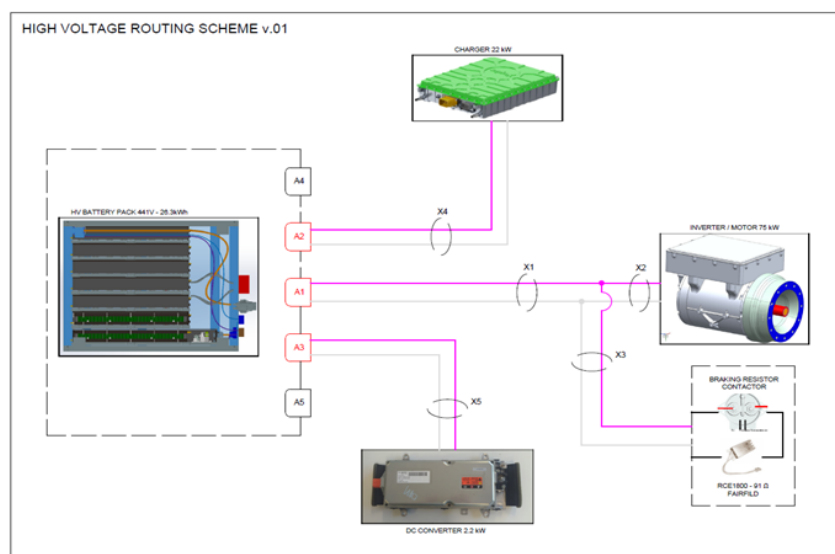 HIGH VOLTAGE ROUTING SCHEME v.01
CHARGER 22 kW
A4
HV BATTERY PACK 441V - 26.3kWh
A2
X4
INVERTER / MOTOR 75 kW
A1
X1
X2
A3
X3
BRAKING RESISTOR
CONTACTOR
A5
X5
RCE1800 - 91 Ω
FAIRFILD
DC CONVERTER 2.2 kW